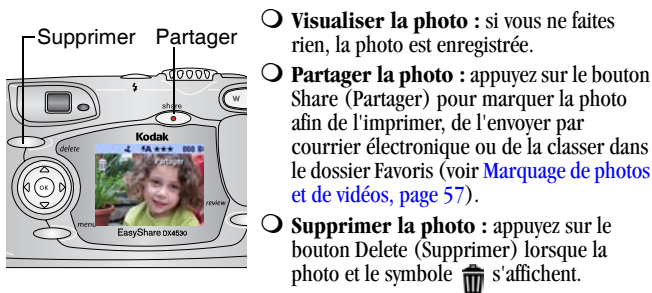 Supprimer Partager
share
W
Kodak
delete
Partager
OK
review
menu
EasyShare DX4530
Visualiser la photo : si vous ne faites
rien, la photo est enregistrée.
Partager la photo : appuyez sur le bouton
Share (Partager) pour marquer la photo
afin de l'imprimer, de l'envoyer par
courrier électronique ou de la classer dans
le dossier Favoris (voir Marquage de photos
et de vidéos, page 57).
Supprimer la photo : appuyez sur le
bouton Delete (Supprimer) lorsque la
photo et le symbole s'affichent.